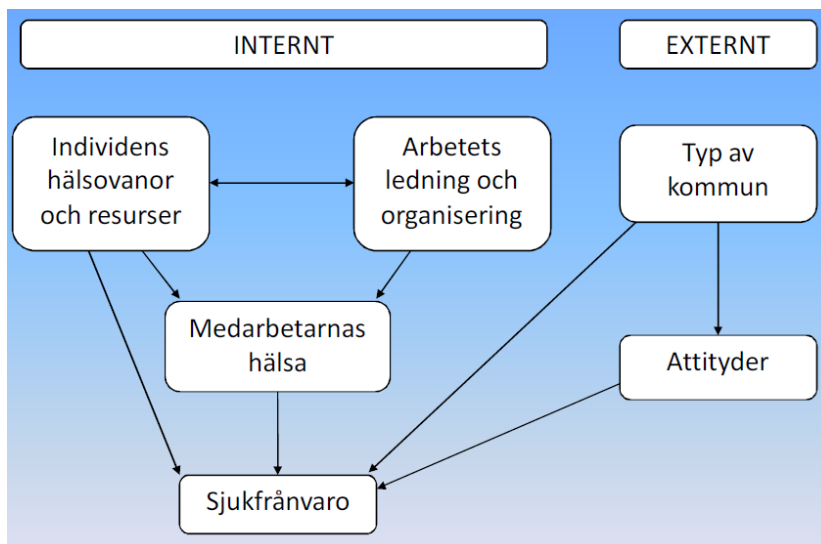 INTERNT
EXTERNT
Individens
hälsovanor
och resurser
Arbetets
ledning och
organisering
Typ av
kommun
Medarbetarnas
hälsa
Attityder
Sjukfrånvaro